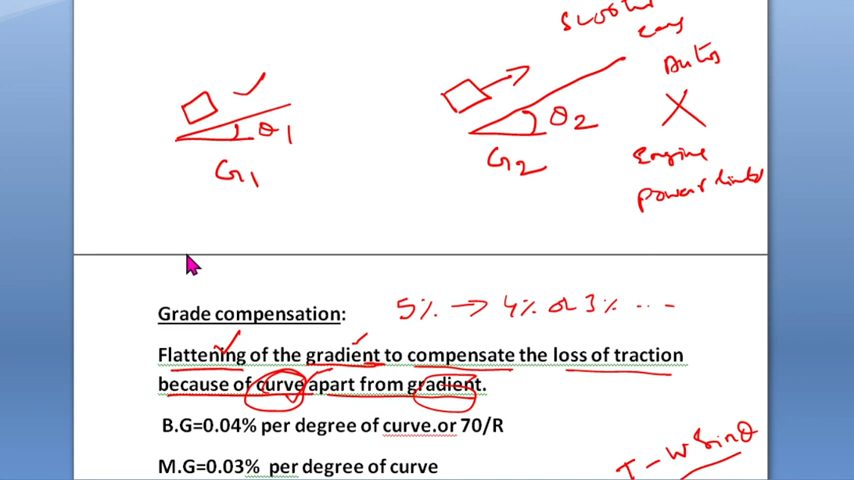 Cars
Autos
θ1
θ2
G1
G2
Engine
power limited
Grade compensation:
5% → 4% or 3% ...
Flattening of the gradient to compensate the loss of traction
because of curve apart from gradient.
B.G=0.04% per degree of curve.or 70/R
M.G=0.03% per degree of curve
T - W Sinθ